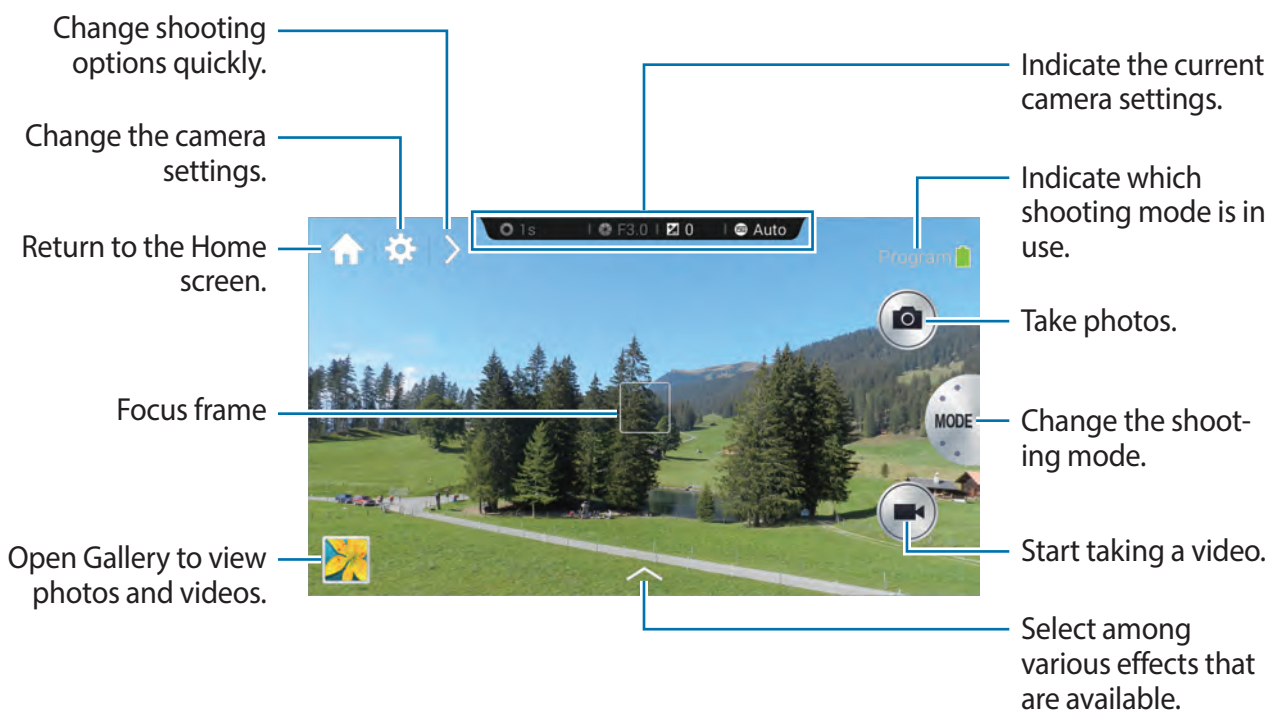 Change shooting
options quickly.
Change the camera
settings.
Return to the Home
screen.
Focus frame
Open Gallery to view
photos and videos.
1s
F3.0
0
ISO
Auto
Program
MODE
Indicate the current
camera settings.
Indicate which
shooting mode is in
use.
Take photos.
Change the shoot-
ing mode.
Start taking a video.
Select among
various effects that
are available.